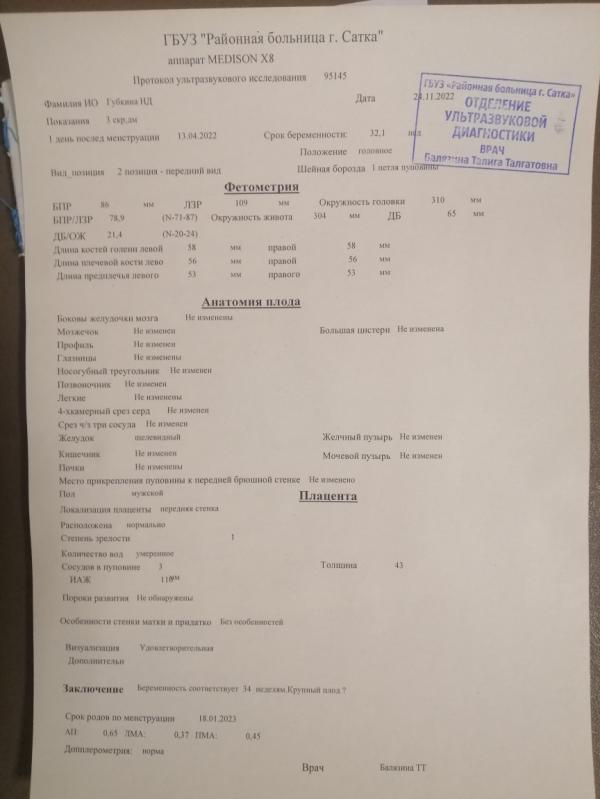 ГБУЗ "Районная больница г. Сатка"
аппарат MEDISON X8
Протокол ультразвукового исследования 95145
Фамилия ИО Губкина НД Дата 24.11.2022
Показания 3 скр,дм
1 день послед менструации 13.04.2022 Срок беременности: 32,1 нед
Положение головное
Вид_позиция 2 позиция - передний вид Шейная борозда 1 петля пуповины
ГБУЗ «Районная больница г. Сатка»
ОТДЕЛЕНИЕ
УЛЬТРАЗВУКОВОЙ
ДИАГНОСТИКИ
ВРАЧ
Балязина Талига Талгатовна
Фетометрия
БПР 86 мм ЛЗР 109 мм Окружность головки 310 мм
БПР/ЛЗР 78,9 (N-71-87) Окружность живота 304 мм ДБ 65 мм
ДБ/ОЖ 21,4 (N-20-24)
Длина костей голени левой 58 мм правой 58 мм
Длина плечевой кости лево 56 мм правой 56 мм
Длина предплечья левого 53 мм правого 53 мм
Анатомия плода
Боковы желудочки мозга Не изменены
Мозжечок Не изменен Большая цистерн Не изменена
Профиль Не изменен
Глазницы Не изменены
Носогубный треугольник Не изменен
Позвоночник Не изменен
Легкие Не изменены
4-хкамерный срез серд Не изменен
Срез ч/з три сосуда Не изменен
Желудок щелевидный Желчный пузырь Не изменен
Кишечник Не изменен Мочевой пузырь Не изменен
Почки Не изменены
Место прикрепления пуповины к передней брюшной стенке Не изменено
Пол мужской
Плацента
Локализация плаценты передняя стенка
Расположена нормально
Степень зрелости 1
Количество вод умеренное
Сосудов в пуповине 3 Толщина 43
ИАЖ 110 мм
Пороки развития Не обнаружены
Особенности стенки матки и придатко Без особенностей
Визуализация Удовлетворительная
Дополнительн
Заключение Беременность соответствует 34 неделям.Крупный плод ?
Срок родов по менструации 18.01.2023
АП: 0,65 ЛМА: 0,37 ПМА: 0,45
Допплерометрия: норма
Врач Балязина ТТ